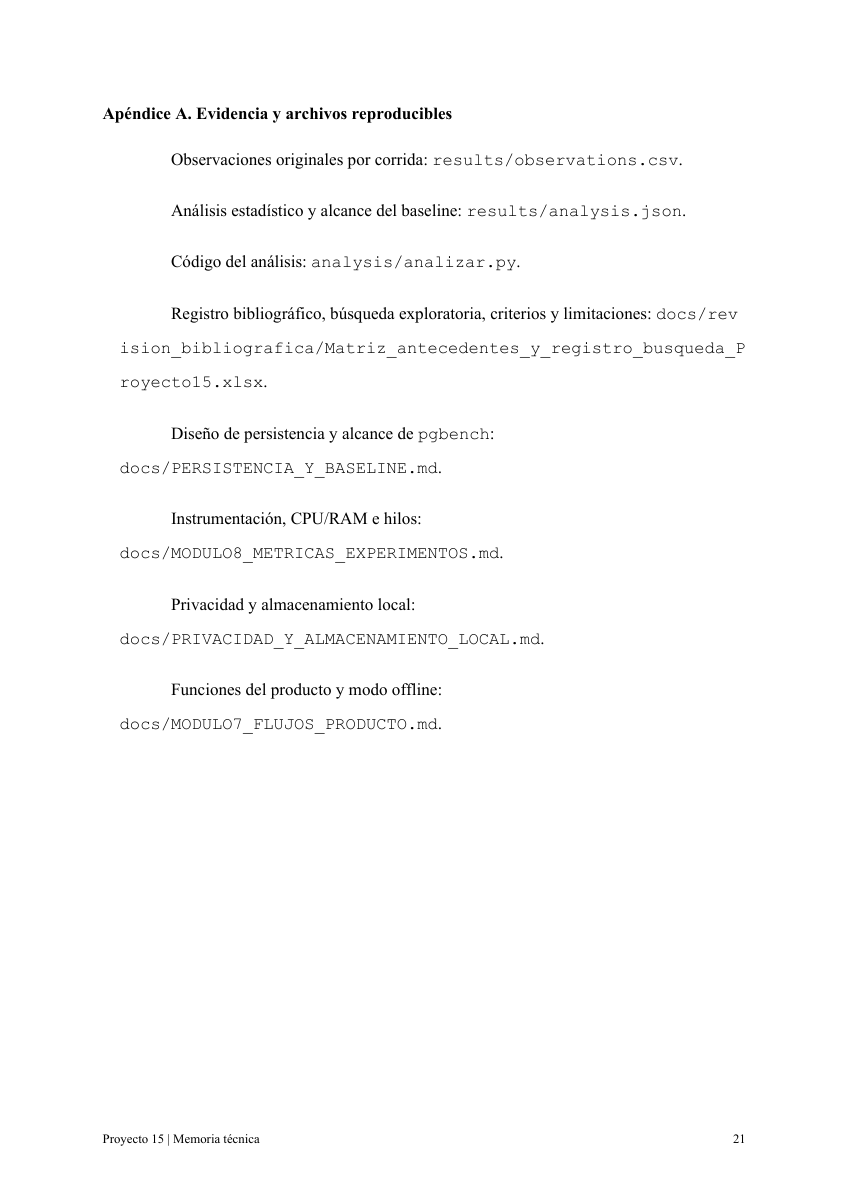 Apéndice A. Evidencia y archivos reproducibles
Observaciones originales por corrida: results/observations.csv.
Análisis estadístico y alcance del baseline: results/analysis.json.
Código del análisis: analysis/analizar.py.
Registro bibliográfico, búsqueda exploratoria, criterios y limitaciones: docs/rev
ision_bibliografica/Matriz_antecedentes_y_registro_busqueda_P
royecto15.xlsx.
Diseño de persistencia y alcance de pgbench:
docs/PERSISTENCIA_Y_BASELINE.md.
Instrumentación, CPU/RAM e hilos:
docs/MODULO8_METRICAS_EXPERIMENTOS.md.
Privacidad y almacenamiento local:
docs/PRIVACIDAD_Y_ALMACENAMIENTO_LOCAL.md.
Funciones del producto y modo offline:
docs/MODULO7_FLUJOS_PRODUCTO.md.
Proyecto 15 | Memoria técnica 21